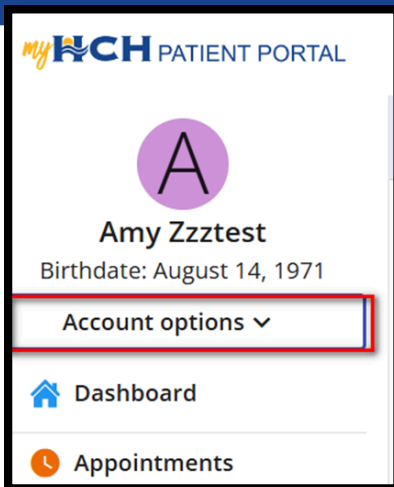 myHCH PATIENT PORTAL
A
Amy Zzztest
Birthdate: August 14, 1971
Account options
Dashboard
Appointments